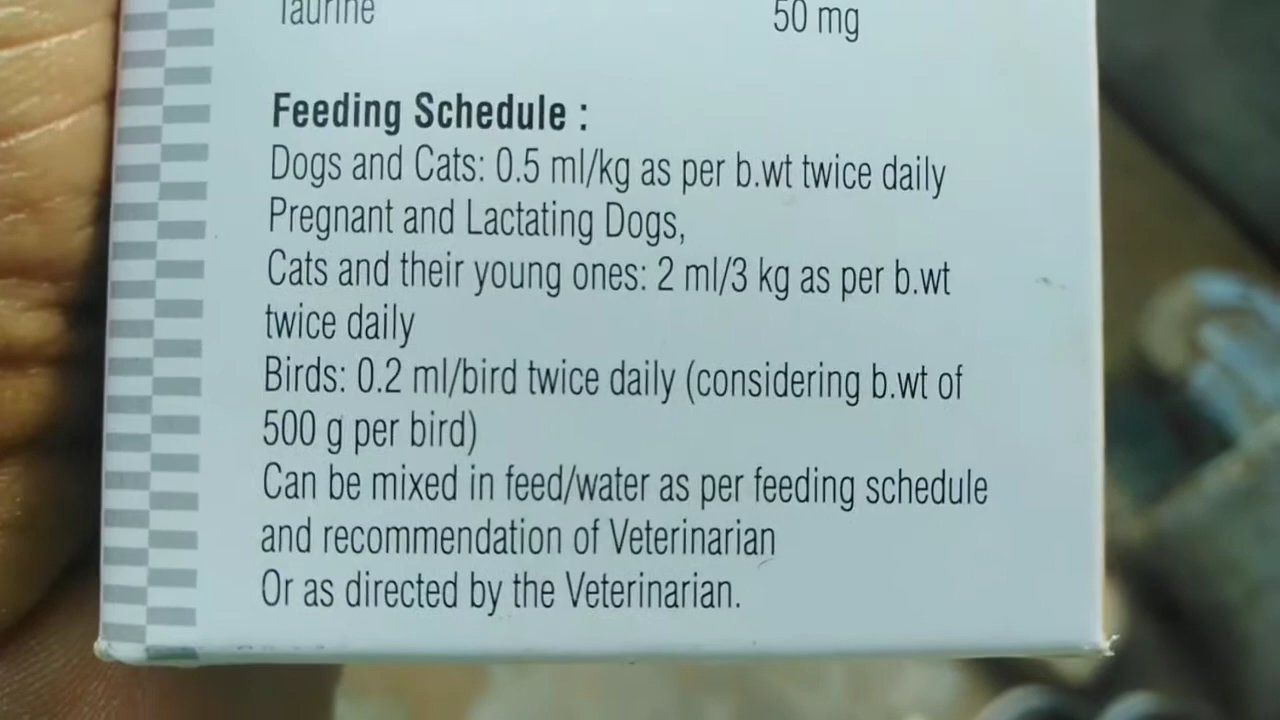 Taurine 50 mg
Feeding Schedule :
Dogs and Cats: 0.5 ml/kg as per b.wt twice daily
Pregnant and Lactating Dogs,
Cats and their young ones: 2 ml/3 kg as per b.wt
twice daily
Birds: 0.2 ml/bird twice daily (considering b.wt of
500 g per bird)
Can be mixed in feed/water as per feeding schedule
and recommendation of Veterinarian
Or as directed by the Veterinarian.